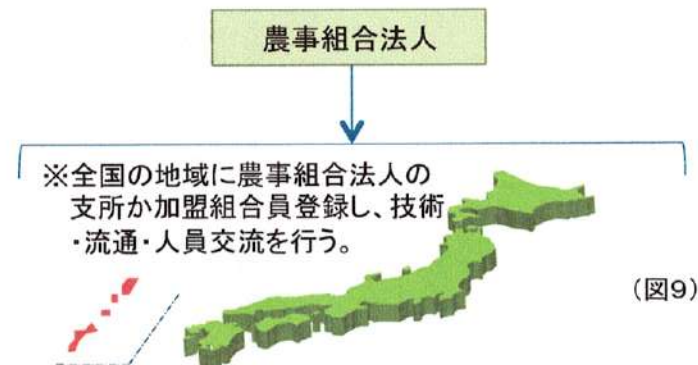 農事組合法人
※全国の地域に農事組合法人の
支所か加盟組合員登録し、技術
・流通・人員交流を行う。
(図9)